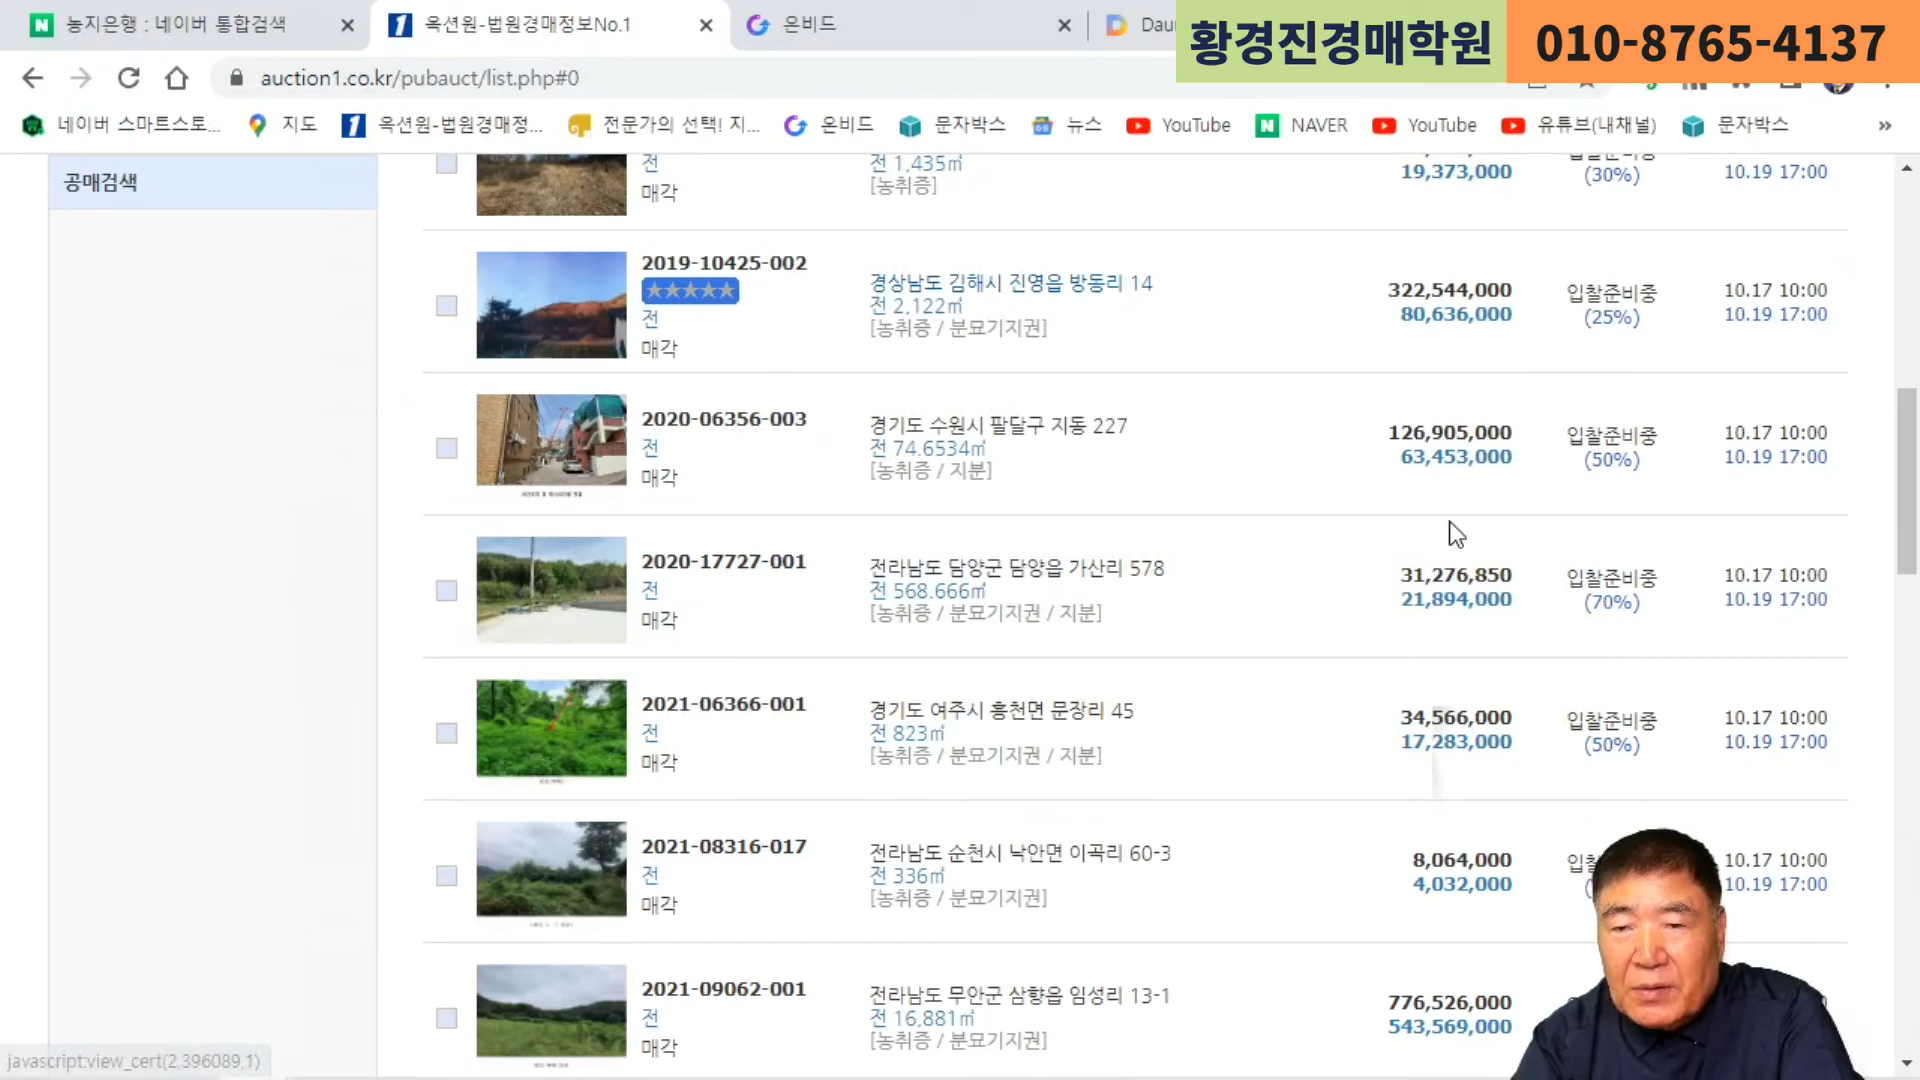 농지은행 : 네이버 통합검색
옥션원-법원경매정보No.1
온비드
Dau
황경진경매학원
010-8765-4137
auction1.co.kr/pubauct/list.php#0
네이버 스마트스토...
지도
옥션원-법원경매정...
전문가의 선택! 지...
온비드
문자박스
뉴스
YouTube
NAVER
YouTube
유튜브(내채널)
문자박스
공매검색
전
매각
전 1,435㎡
[농취증]
19,373,000
(30%)
10.19 17:00
2019-10425-002
★★★★★
전
매각
경상남도 김해시 진영읍 방동리 14
전 2,122㎡
[농취증 / 분묘기지권]
322,544,000
80,636,000
입찰준비중
(25%)
10.17 10:00
10.19 17:00
2020-06356-003
전
매각
경기도 수원시 팔달구 지동 227
전 74.6534㎡
[농취증 / 지분]
126,905,000
63,453,000
입찰준비중
(50%)
10.17 10:00
10.19 17:00
2020-17727-001
전
매각
전라남도 담양군 담양읍 가산리 578
전 568.666㎡
[농취증 / 분묘기지권 / 지분]
31,276,850
21,894,000
입찰준비중
(70%)
10.17 10:00
10.19 17:00
2021-06366-001
전
매각
경기도 여주시 흥천면 문장리 45
전 823㎡
[농취증 / 분묘기지권 / 지분]
34,566,000
17,283,000
입찰준비중
(50%)
10.17 10:00
10.19 17:00
2021-08316-017
전
매각
전라남도 순천시 낙안면 이곡리 60-3
전 336㎡
[농취증 / 분묘기지권]
8,064,000
4,032,000
입찰
10.17 10:00
10.19 17:00
2021-09062-001
전
매각
전라남도 무안군 삼향읍 임성리 13-1
전 16,881㎡
[농취증 / 분묘기지권]
776,526,000
543,569,000
javascript:view_cert(2,396089,1)